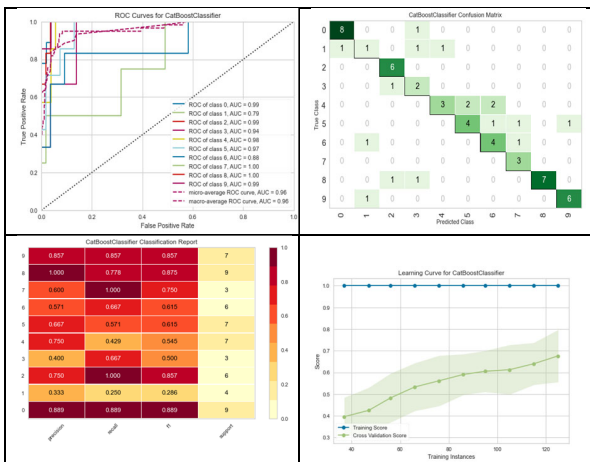 ROC Curves for CatBoostClassifier
1.0
0.8
0.6
0.4
0.2
0.0
True Positive Rate
ROC of class 0, AUC = 0.99
ROC of class 1, AUC = 0.79
ROC of class 2, AUC = 0.99
ROC of class 3, AUC = 0.94
ROC of class 4, AUC = 0.98
ROC of class 5, AUC = 0.97
ROC of class 6, AUC = 0.88
ROC of class 7, AUC = 1.00
ROC of class 8, AUC = 1.00
ROC of class 9, AUC = 0.99
micro-average ROC curve, AUC = 0.96
macro-average ROC curve, AUC = 0.96
0.0 0.2 0.4 0.6 0.8 1.0
False Positive Rate
CatBoostClassifier Confusion Matrix
True Class
0 8 0 0 1 0 0 0 0 0 0
1 1 1 0 1 1 0 0 0 0 0
2 0 0 6 0 0 0 0 0 0 0
3 0 0 1 2 0 0 0 0 0 0
4 0 0 0 0 3 2 2 0 0 0
5 0 0 0 0 0 4 1 1 0 1
6 0 1 0 0 0 0 4 1 0 0
7 0 0 0 0 0 0 0 3 0 0
8 0 0 1 1 0 0 0 0 7 0
9 0 1 0 0 0 0 0 0 0 6
0 1 2 3 4 5 6 7 8 9
Predicted Class
CatBoostClassifier Classification Report
9 0.857 0.857 0.857 7
8 1.000 0.778 0.875 9
7 0.600 1.000 0.750 3
6 0.571 0.667 0.615 6
5 0.667 0.571 0.615 7
4 0.750 0.429 0.545 7
3 0.400 0.667 0.500 3
2 0.750 1.000 0.857 6
1 0.333 0.250 0.286 4
0 0.889 0.889 0.889 9
precision recall f1 support
1.0
0.8
0.6
0.4
0.2
0.0
Learning Curve for CatBoostClassifier
1.0
0.9
0.8
0.7
0.6
0.5
0.4
0.3
Score
Training Score
Cross Validation Score
40 60 80 100 120
Training Instances